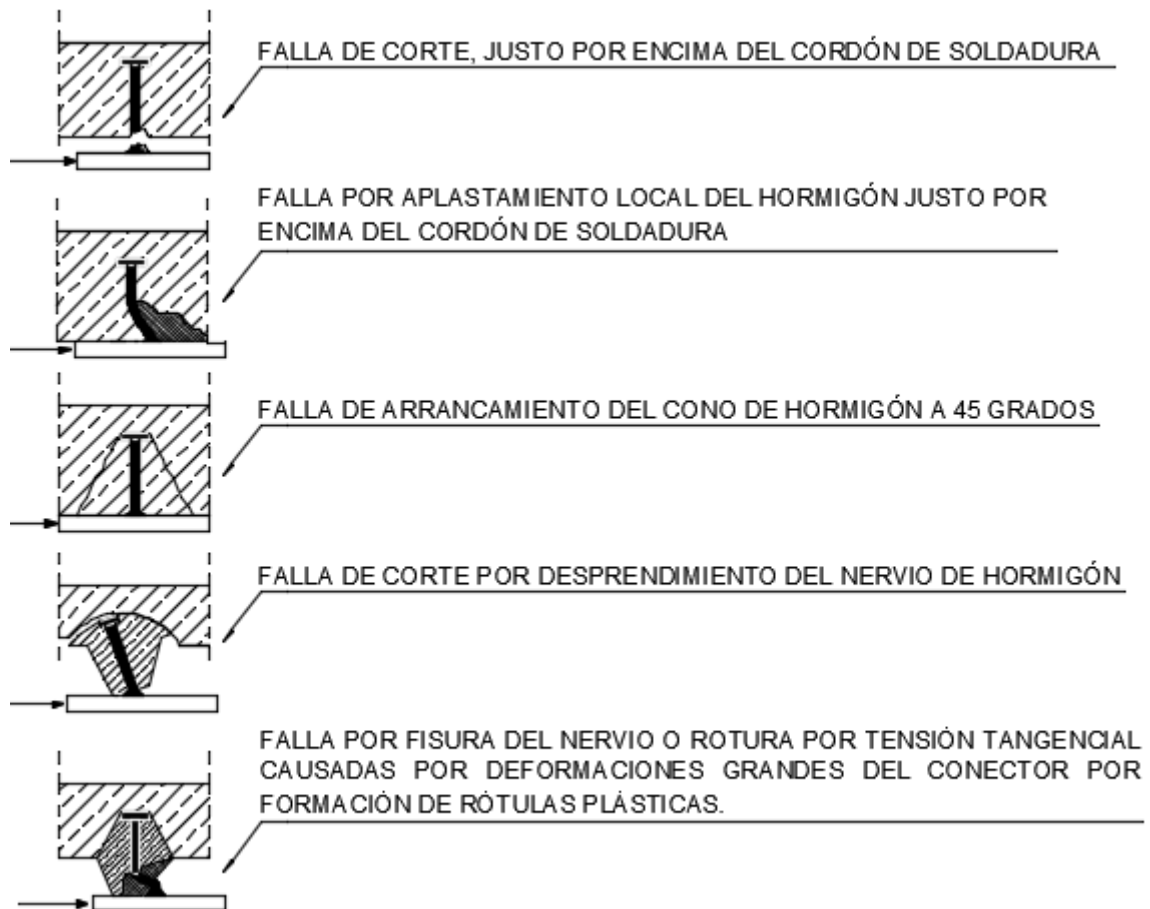 FALLA DE CORTE, JUSTO POR ENCIMA DEL CORDÓN DE SOLDADURA
FALLA POR APLASTAMIENTO LOCAL DEL HORMIGÓN JUSTO POR
ENCIMA DEL CORDÓN DE SOLDADURA
FALLA DE ARRANCAMIENTO DEL CONO DE HORMIGÓN A 45 GRADOS
FALLA DE CORTE POR DESPRENDIMIENTO DEL NERVIO DE HORMIGÓN
FALLA POR FISURA DEL NERVIO O ROTURA POR TENSIÓN TANGENCIAL
CAUSADAS POR DEFORMACIONES GRANDES DEL CONECTOR POR
FORMACIÓN DE RÓTULAS PLÁSTICAS.